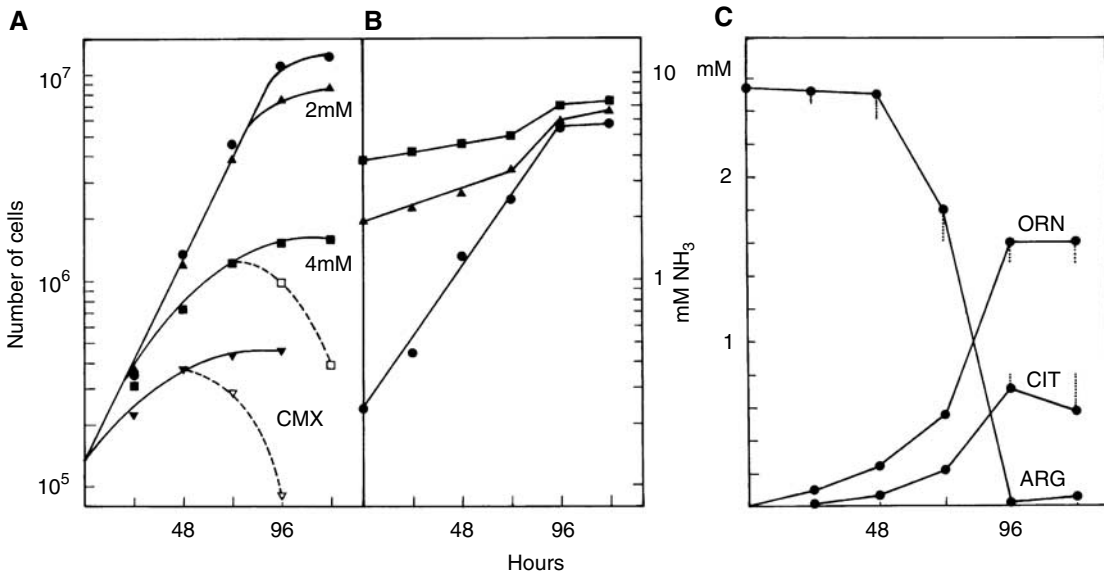 A
B
C
Number of cells
10⁷
10⁶
10⁵
2mM
4mM
CMX
48
96
10
1
mM NH₃
48
96
Hours
mM
2
1
ORN
CIT
ARG
48
96